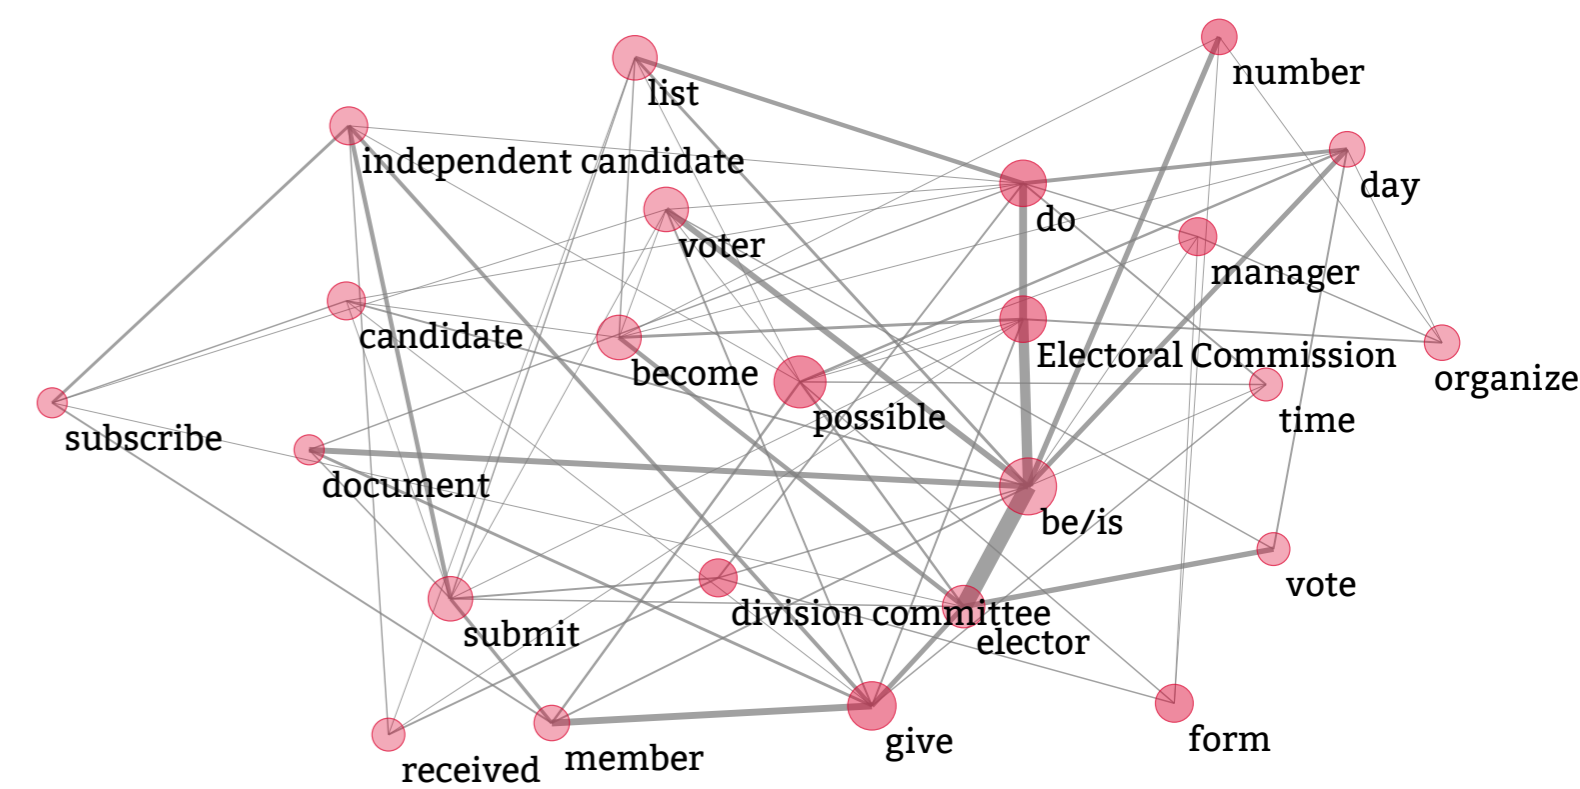 number
list
independent candidate
day
do
voter
manager
candidate
Electoral Commission
become
organize
possible
time
subscribe
document
be/is
vote
division committee
submit
elector
form
give
member
received